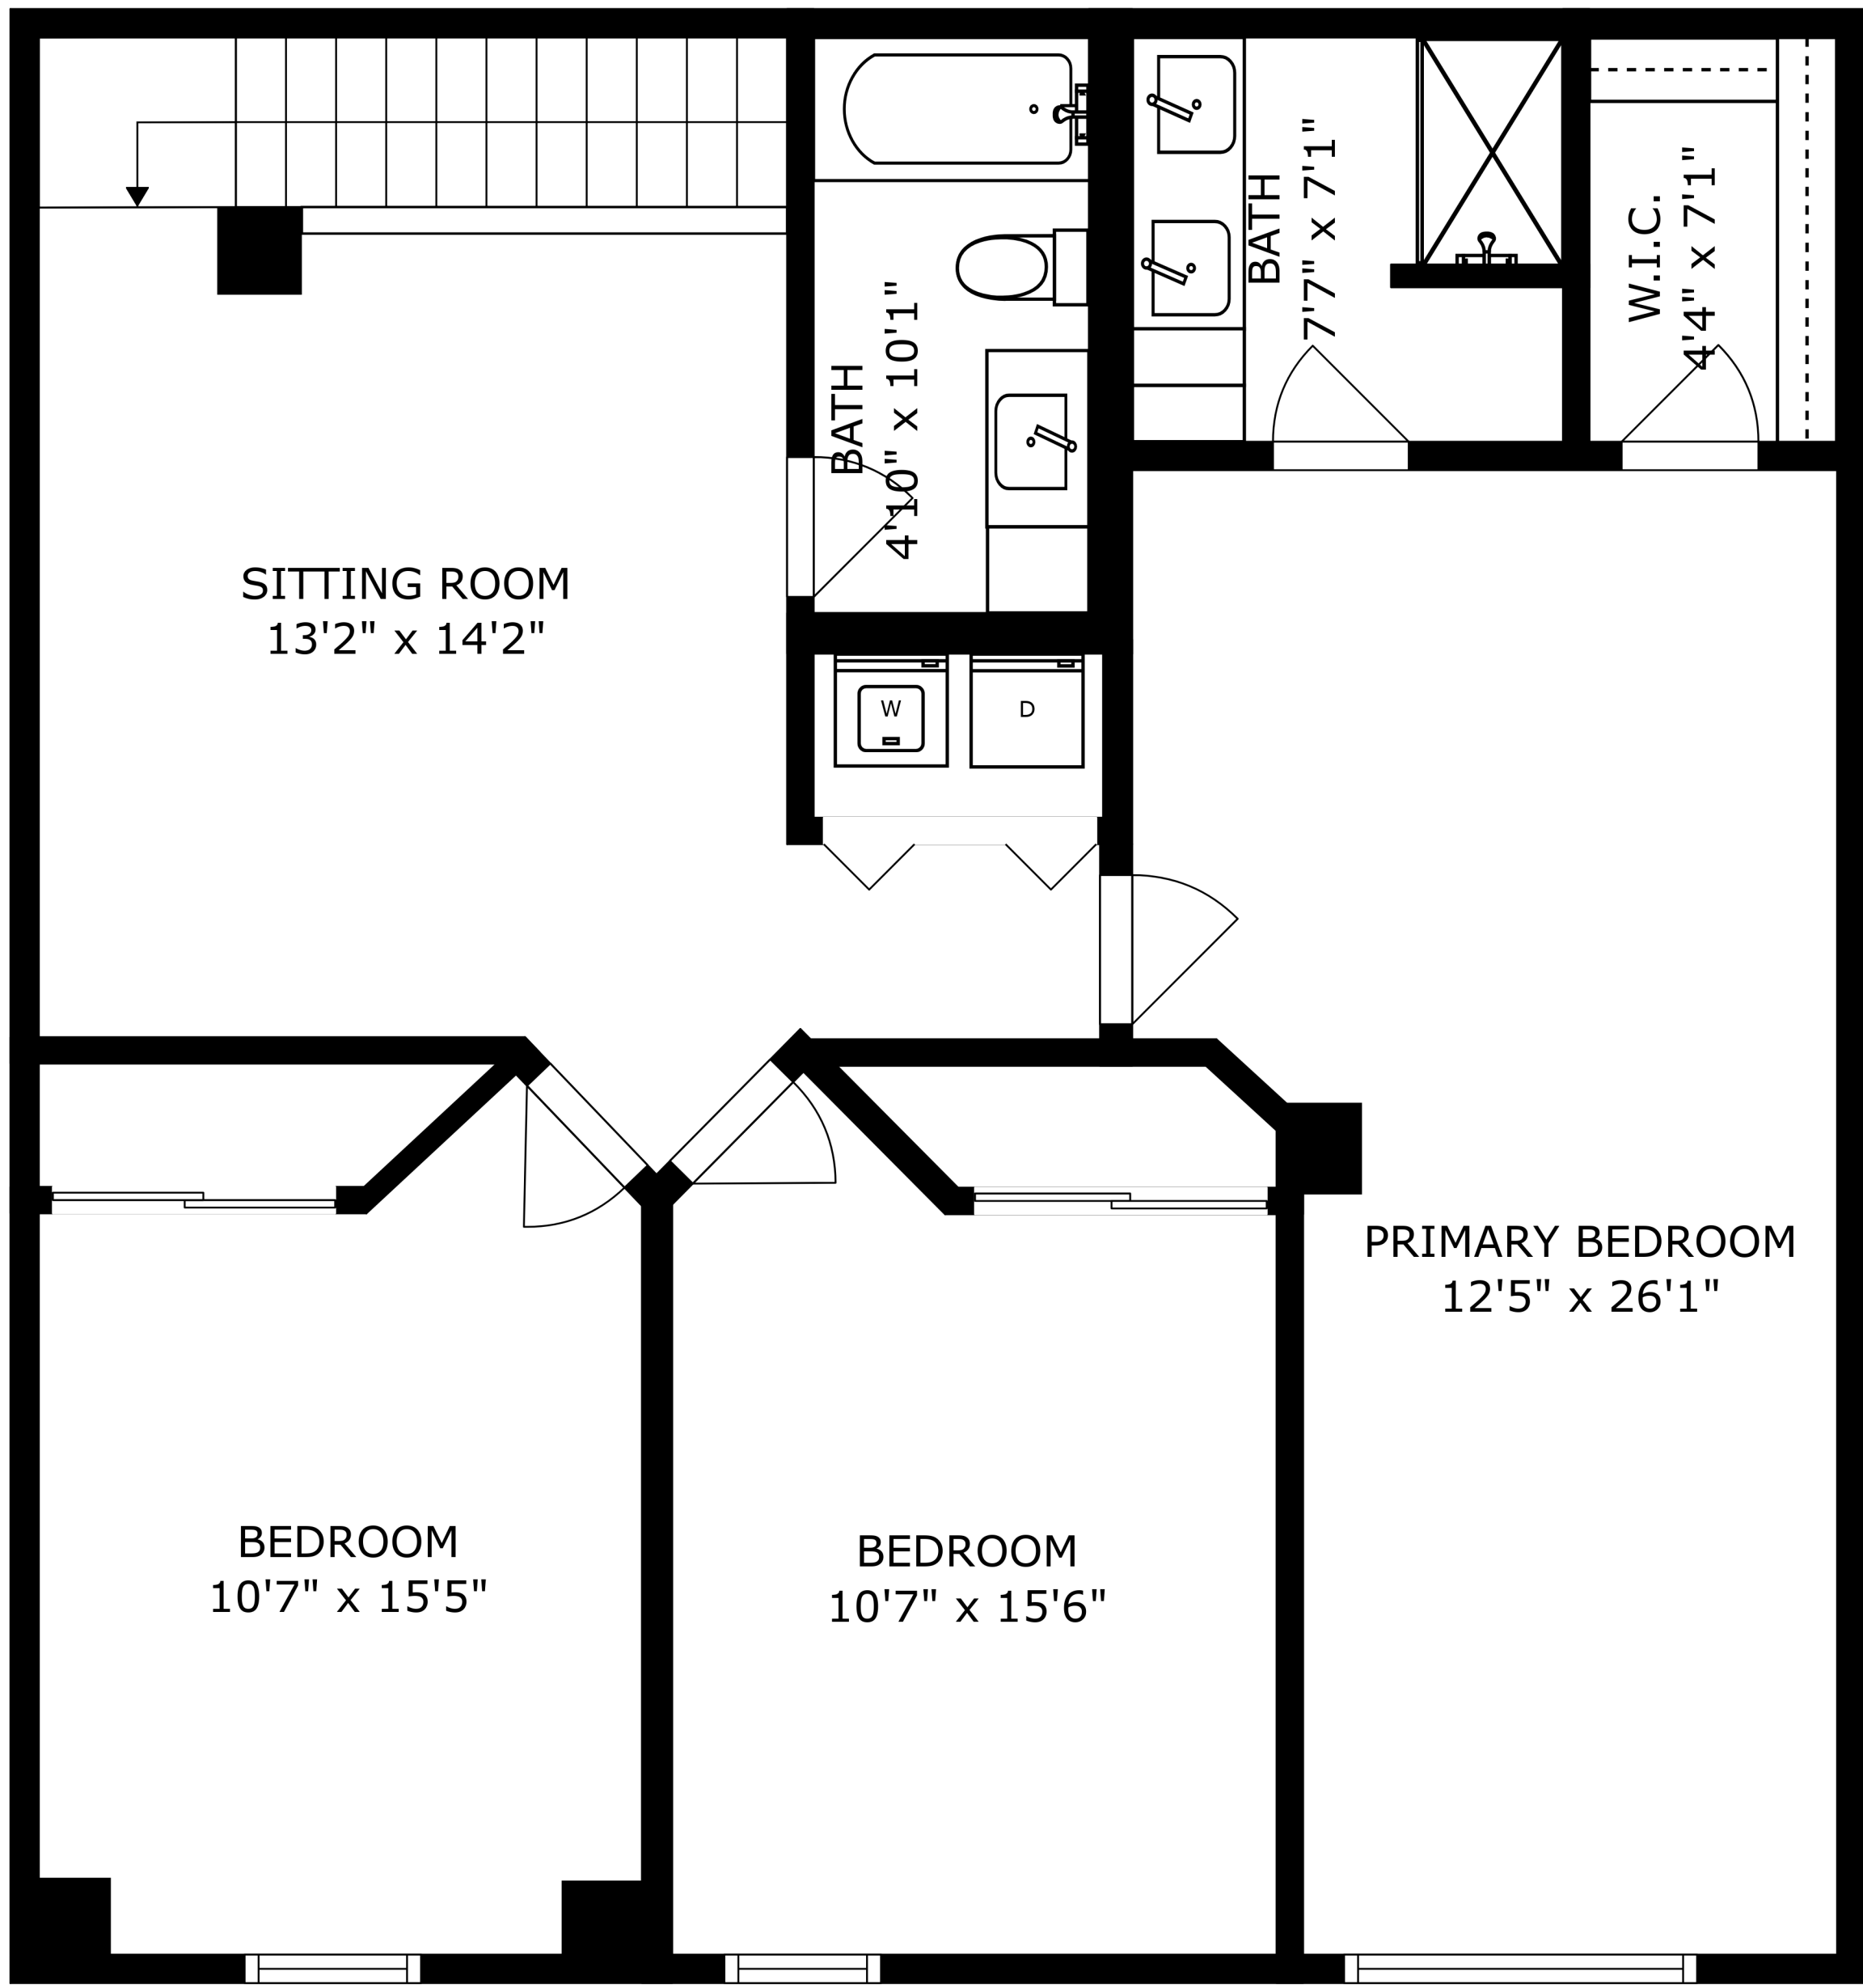 BATH
7'7" x 7'1"
W.I.C.
4'4" x 7'1"
BATH
4'10" x 10'1"
SITTING ROOM
13'2" x 14'2"
W
D
PRIMARY BEDROOM
12'5" x 26'1"
BEDROOM
10'7" x 15'5"
BEDROOM
10'7" x 15'6"